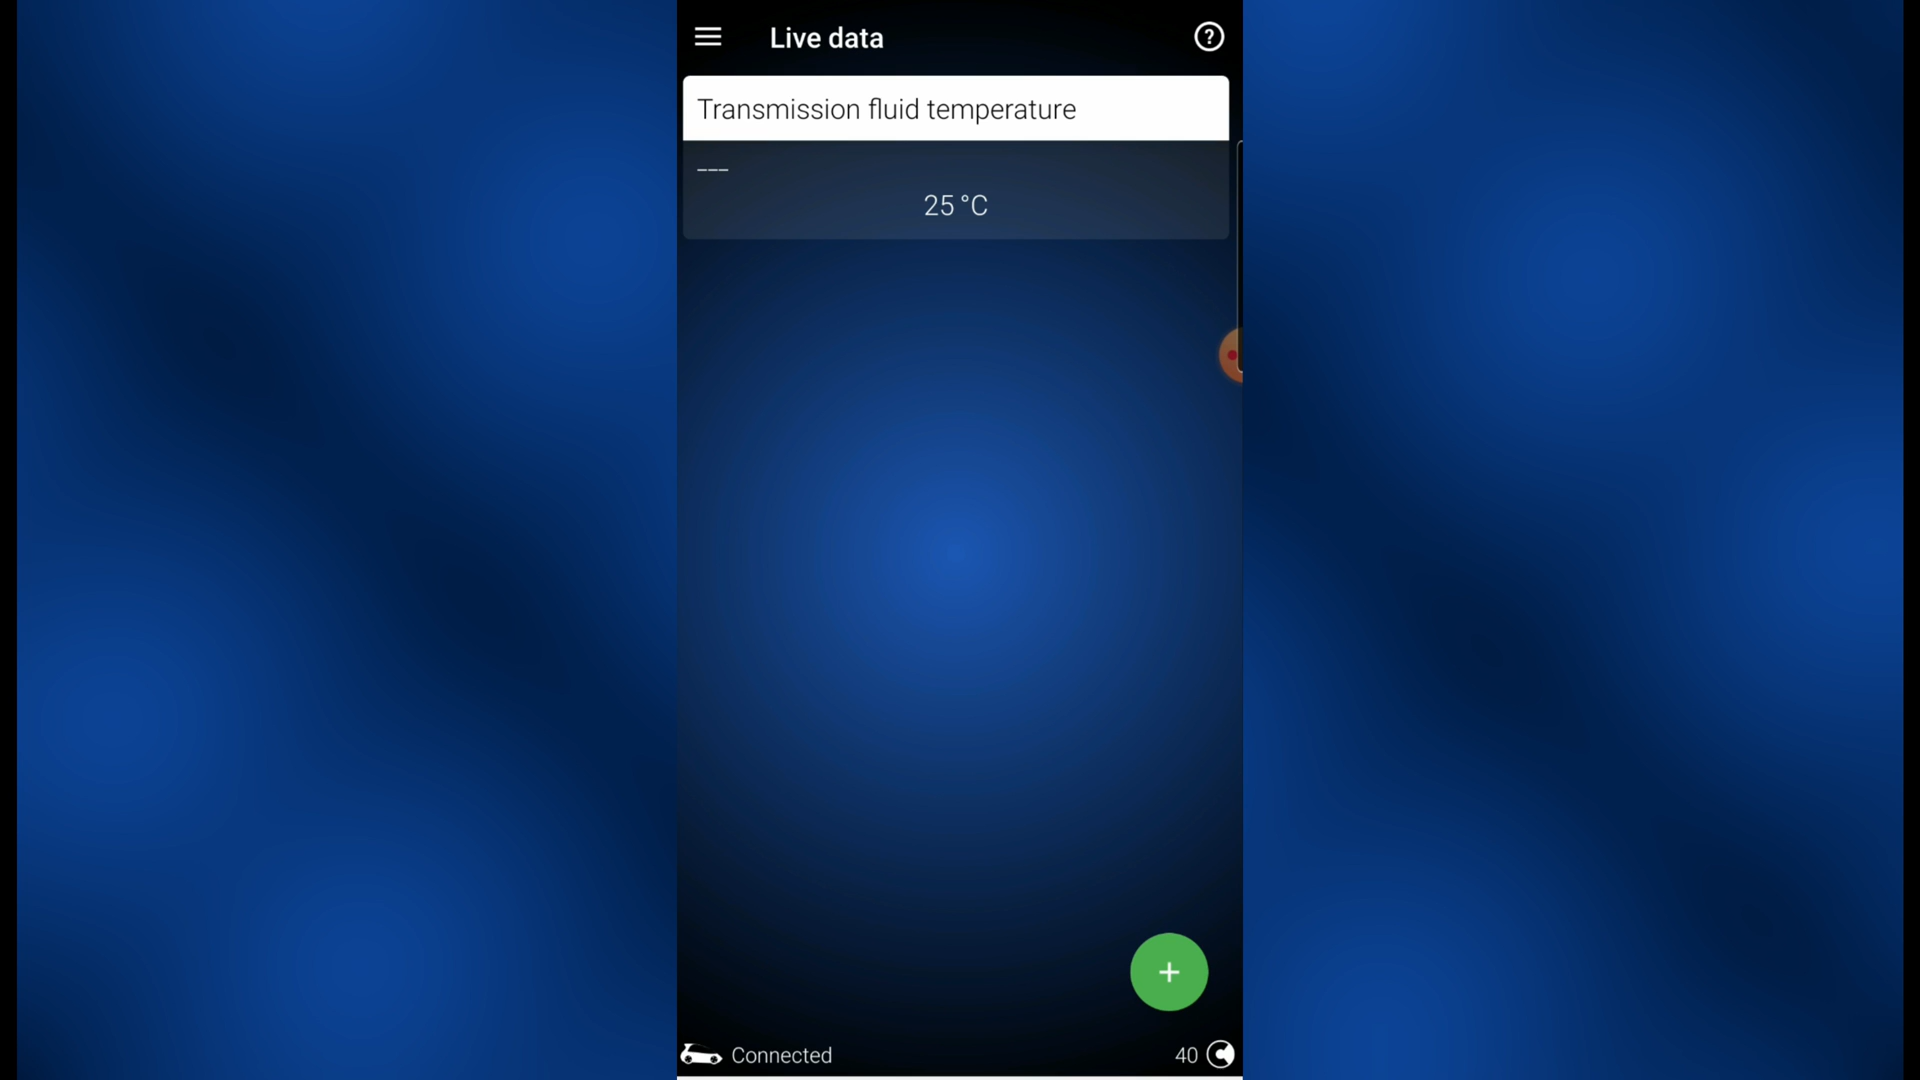 Live data
Transmission fluid temperature
---
25 °C
Connected
40